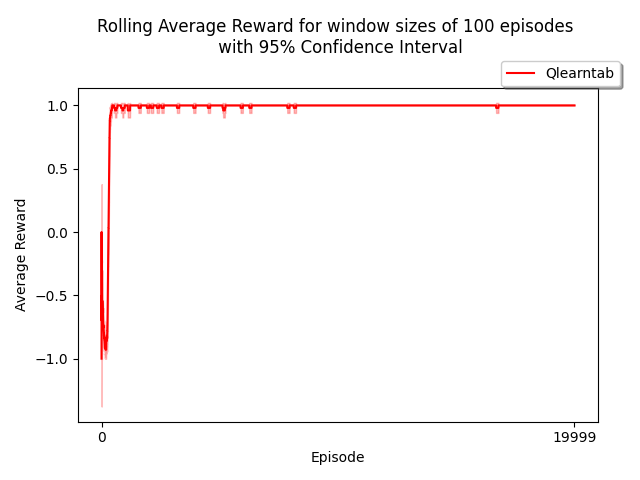 Rolling Average Reward for window sizes of 100 episodes
with 95% Confidence Interval
Qlearntab
1.0
0.5
0.0
−0.5
−1.0
Average Reward
0
19999
Episode